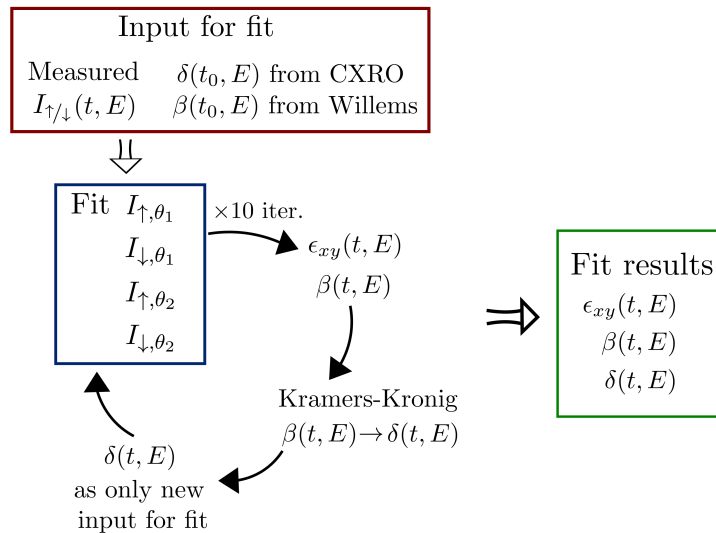 Input for fit
Measured δ(t₀, E) from CXRO
I↑/↓(t, E) β(t₀, E) from Willems
Fit I↑,θ₁
I↓,θ₁
I↑,θ₂
I↓,θ₂
×10 iter.
ϵxy(t, E)
β(t, E)
Kramers-Kronig
β(t, E)→δ(t, E)
δ(t, E)
as only new
input for fit
Fit results
ϵxy(t, E)
β(t, E)
δ(t, E)